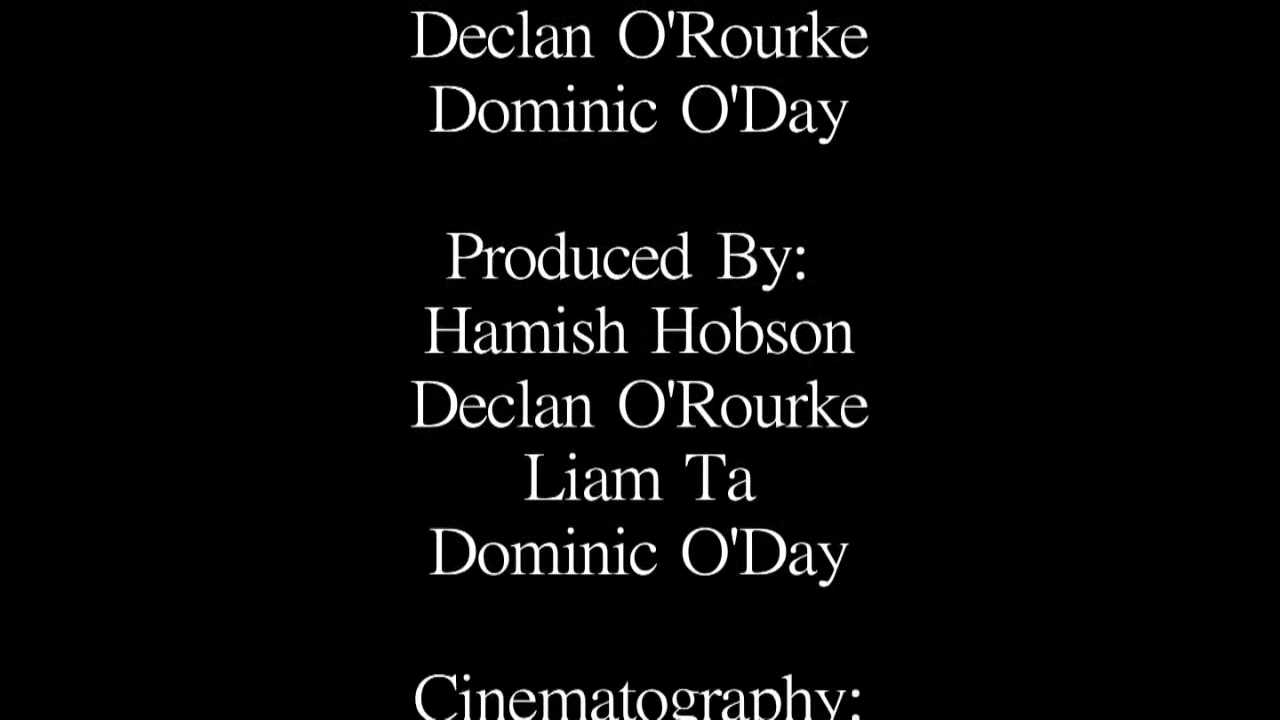 Declan O'Rourke
Dominic O'Day
Produced By:
Hamish Hobson
Declan O'Rourke
Liam Ta
Dominic O'Day
Cinematography: